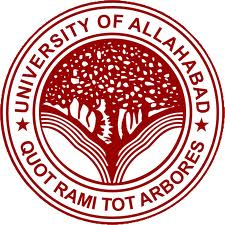 UNIVERSITY OF ALLAHABAD
QUOT RAMI TOT ARBORES